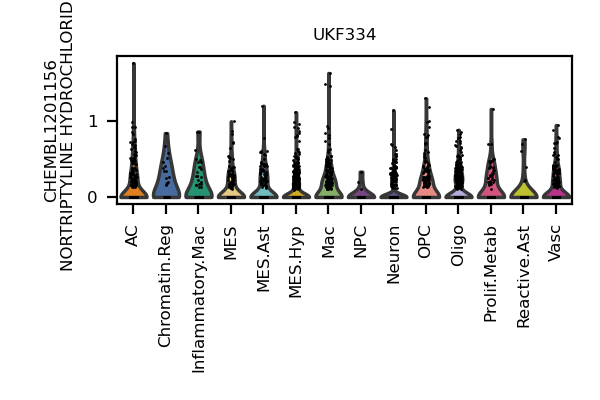 UKF334
CHEMBL1201156
NORTRIPTYLINE HYDROCHLORID
1
0
AC
Chromatin.Reg
Inflammatory.Mac
MES
MES.Ast
MES.Hyp
Mac
NPC
Neuron
OPC
Oligo
Prolif.Metab
Reactive.Ast
Vasc